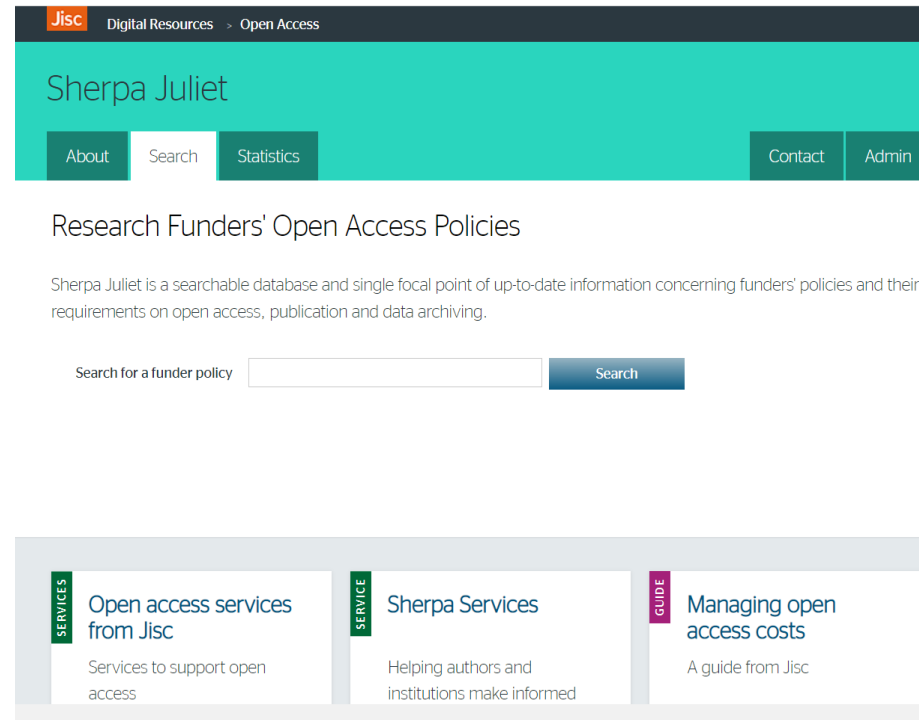 Jisc Digital Resources > Open Access
Sherpa Juliet
About Search Statistics Contact Admin
Research Funders' Open Access Policies
Sherpa Juliet is a searchable database and single focal point of up-to-date information concerning funders' policies and their
requirements on open access, publication and data archiving.
Search for a funder policy Search
SERVICES
Open access services
from Jisc
Services to support open
access
SERVICE
Sherpa Services
Helping authors and
institutions make informed
GUIDE
Managing open
access costs
A guide from Jisc